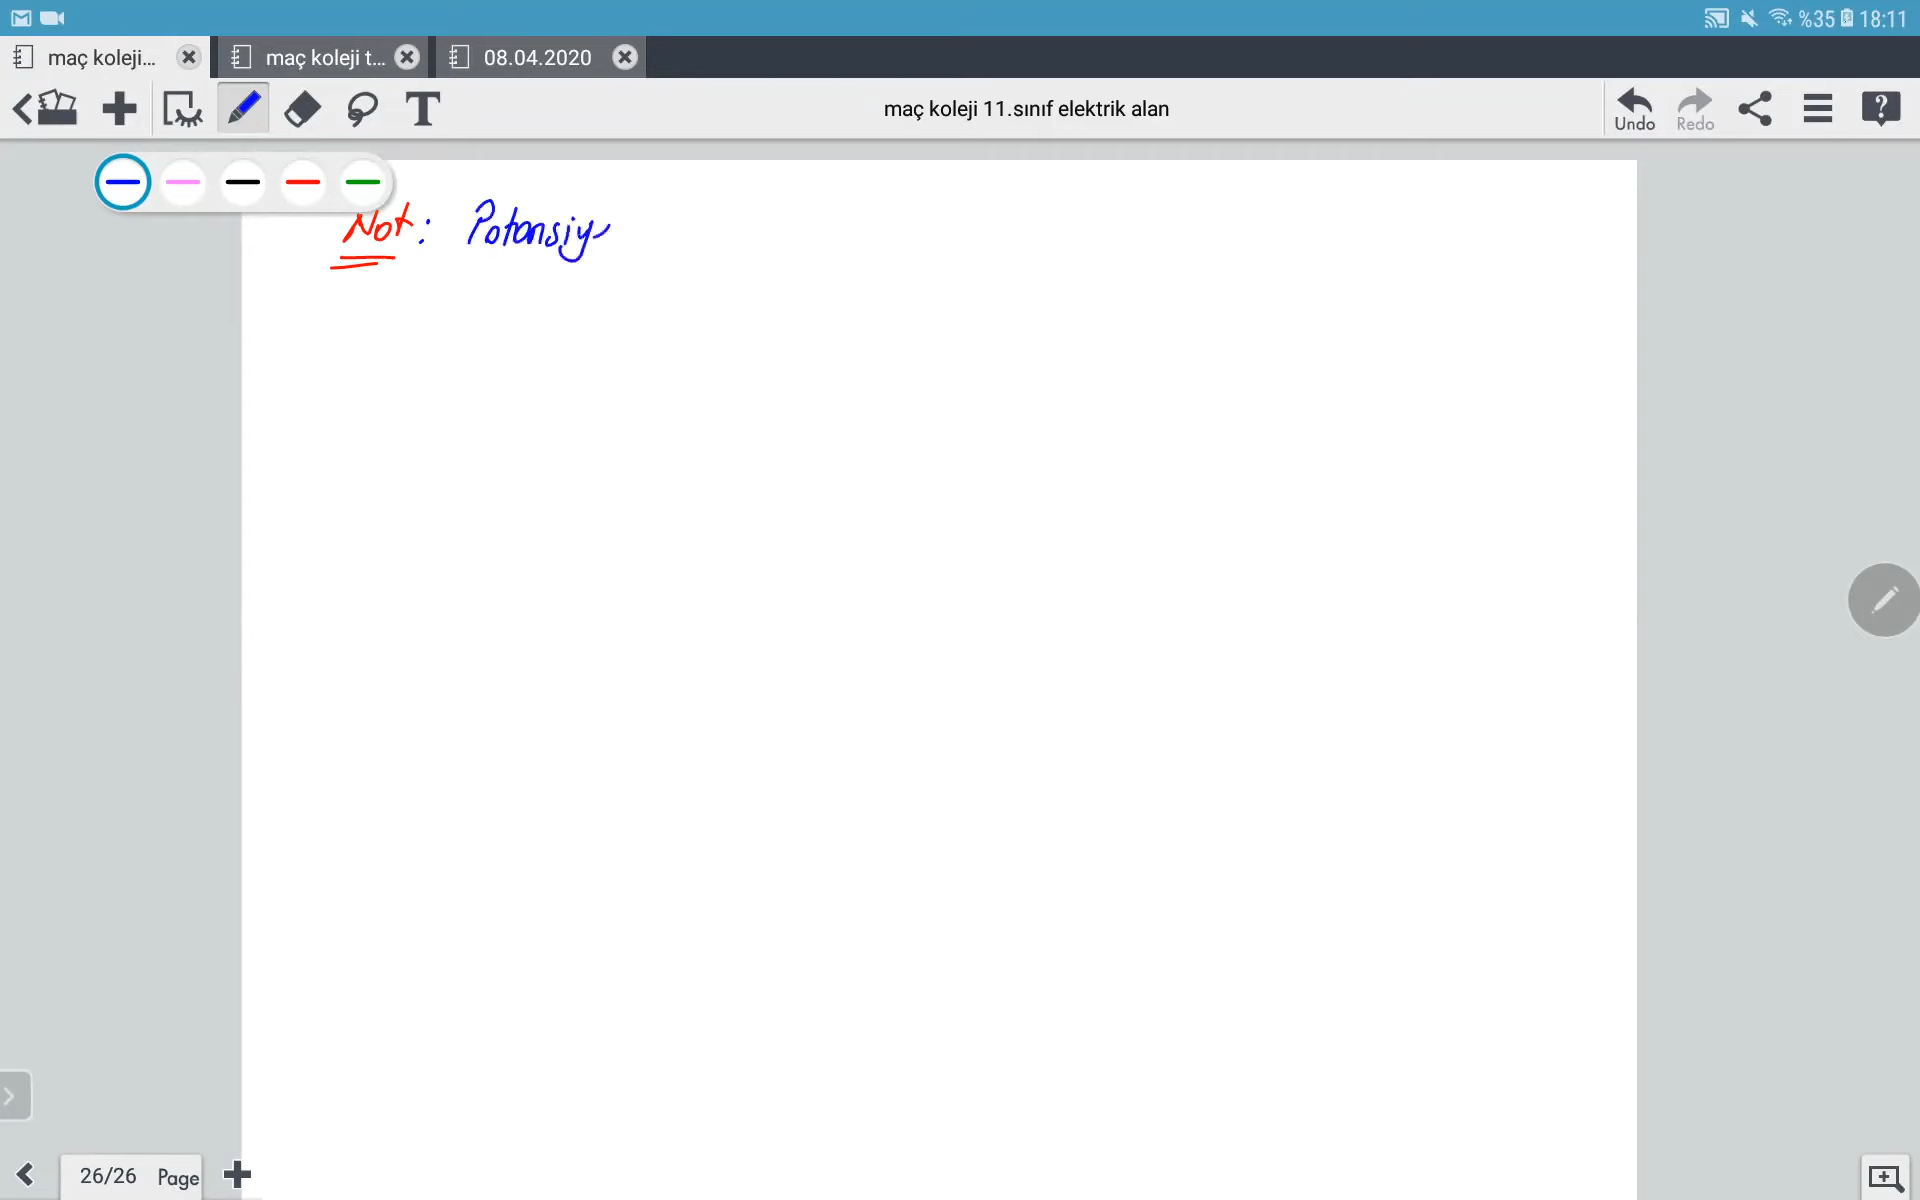 %35 18:11
maç koleji... maç koleji t... 08.04.2020
T maç koleji 11.sınıf elektrik alan Undo Redo ?
Not: Potansiy
26/26 Page